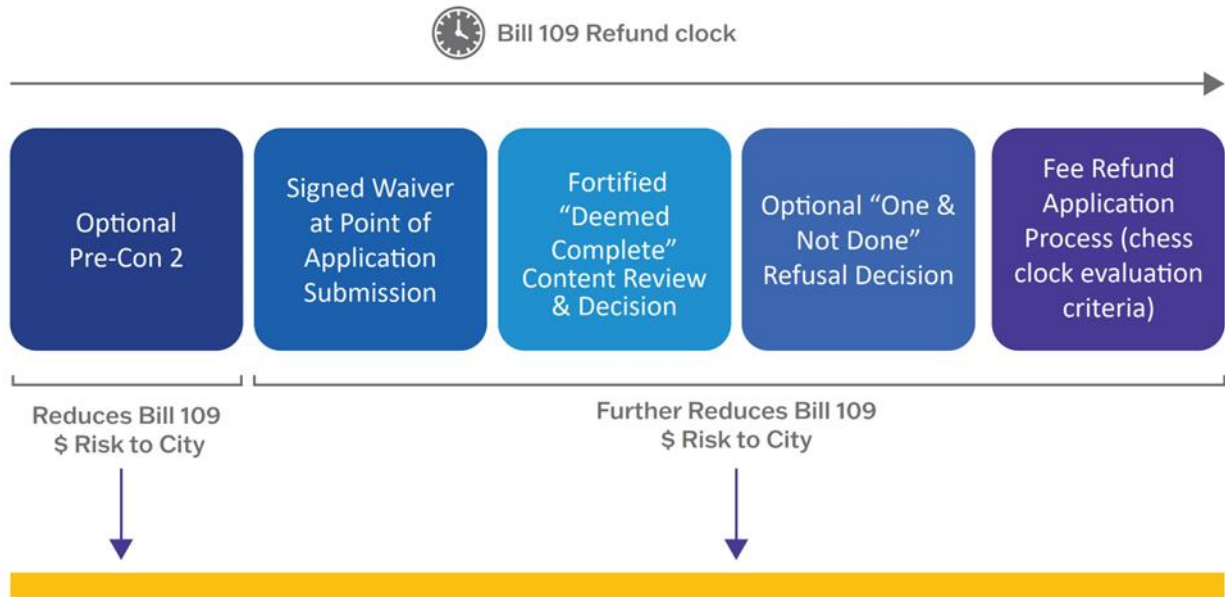 Bill 109 Refund clock
Optional
Pre-Con 2
Signed Waiver
at Point of
Application
Submission
Fortified
“Deemed
Complete”
Content Review
& Decision
Optional “One &
Not Done”
Refusal Decision
Fee Refund
Application
Process (chess
clock evaluation
criteria)
Reduces Bill 109
$ Risk to City
Further Reduces Bill 109
$ Risk to City